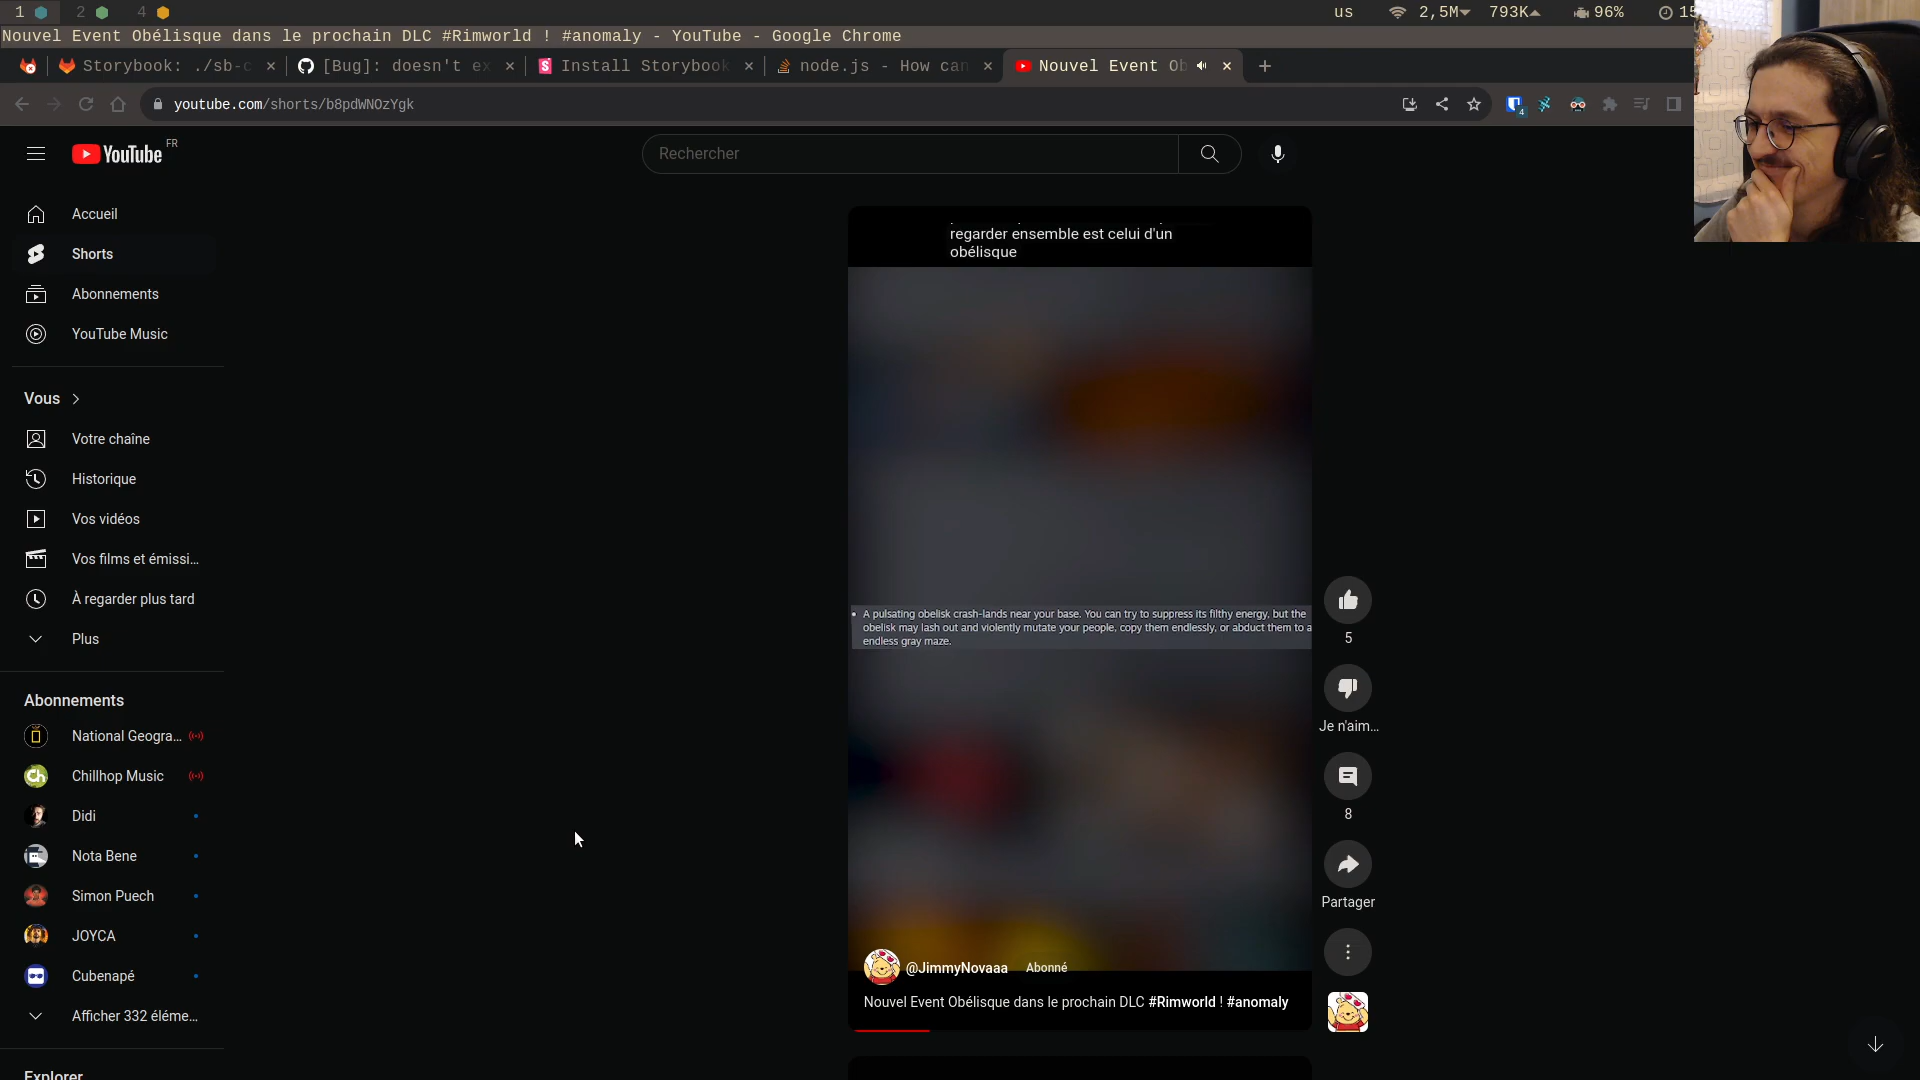 1
2
4
us
2,5M
793K
96%
Nouvel Event Obélisque dans le prochain DLC #Rimworld ! #anomaly - YouTube - Google Chrome
Storybook: ./sb-c
[Bug]: doesn't ex
Install Storybook
node.js - How can
Nouvel Event Ob
youtube.com/shorts/b8pdWNOzYgk
4
YouTube
FR
Rechercher
Accueil
Shorts
Abonnements
YouTube Music
Vous
Votre chaîne
Historique
Vos vidéos
Vos films et émissi…
À regarder plus tard
Plus
Abonnements
National Geogra…
Chillhop Music
Didi
Nota Bene
Simon Puech
JOYCA
Cubenapé
Afficher 332 éléme…
Explorer
regarder ensemble est celui d'un
obélisque
• A pulsating obelisk crash-lands near your base. You can try to suppress its filthy energy, but the
obelisk may lash out and violently mutate your people, copy them endlessly, or abduct them to a
endless gray maze.
@JimmyNovaaa
Abonné
Nouvel Event Obélisque dans le prochain DLC #Rimworld ! #anomaly
5
Je n'aim…
8
Partager